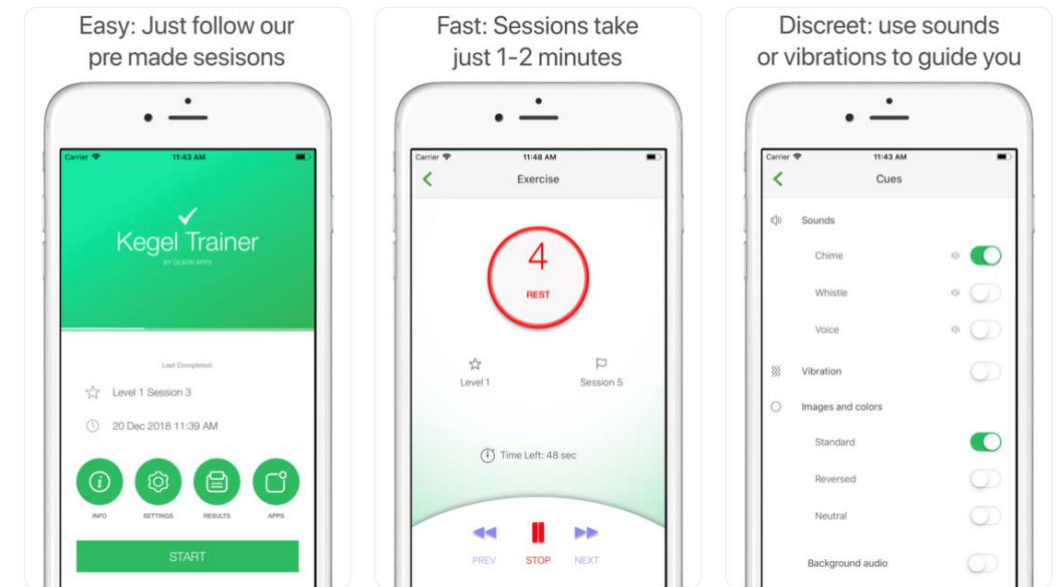 Easy: Just follow our
pre made sesisons
Carrier 11:43 AM
Kegel Trainer
BY OLSON APPS
Last Completed:
Level 1 Session 3
20 Dec 2018 11:39 AM
INFO SETTINGS RESULTS APPS
START
Fast: Sessions take
just 1-2 minutes
Carrier 11:48 AM
Exercise
4
REST
Level 1 Session 5
Time Left: 48 sec
PREV STOP NEXT
Discreet: use sounds
or vibrations to guide you
Carrier 11:43 AM
Cues
Sounds
Chime
Whistle
Voice
Vibration
Images and colors
Standard
Reversed
Neutral
Background audio